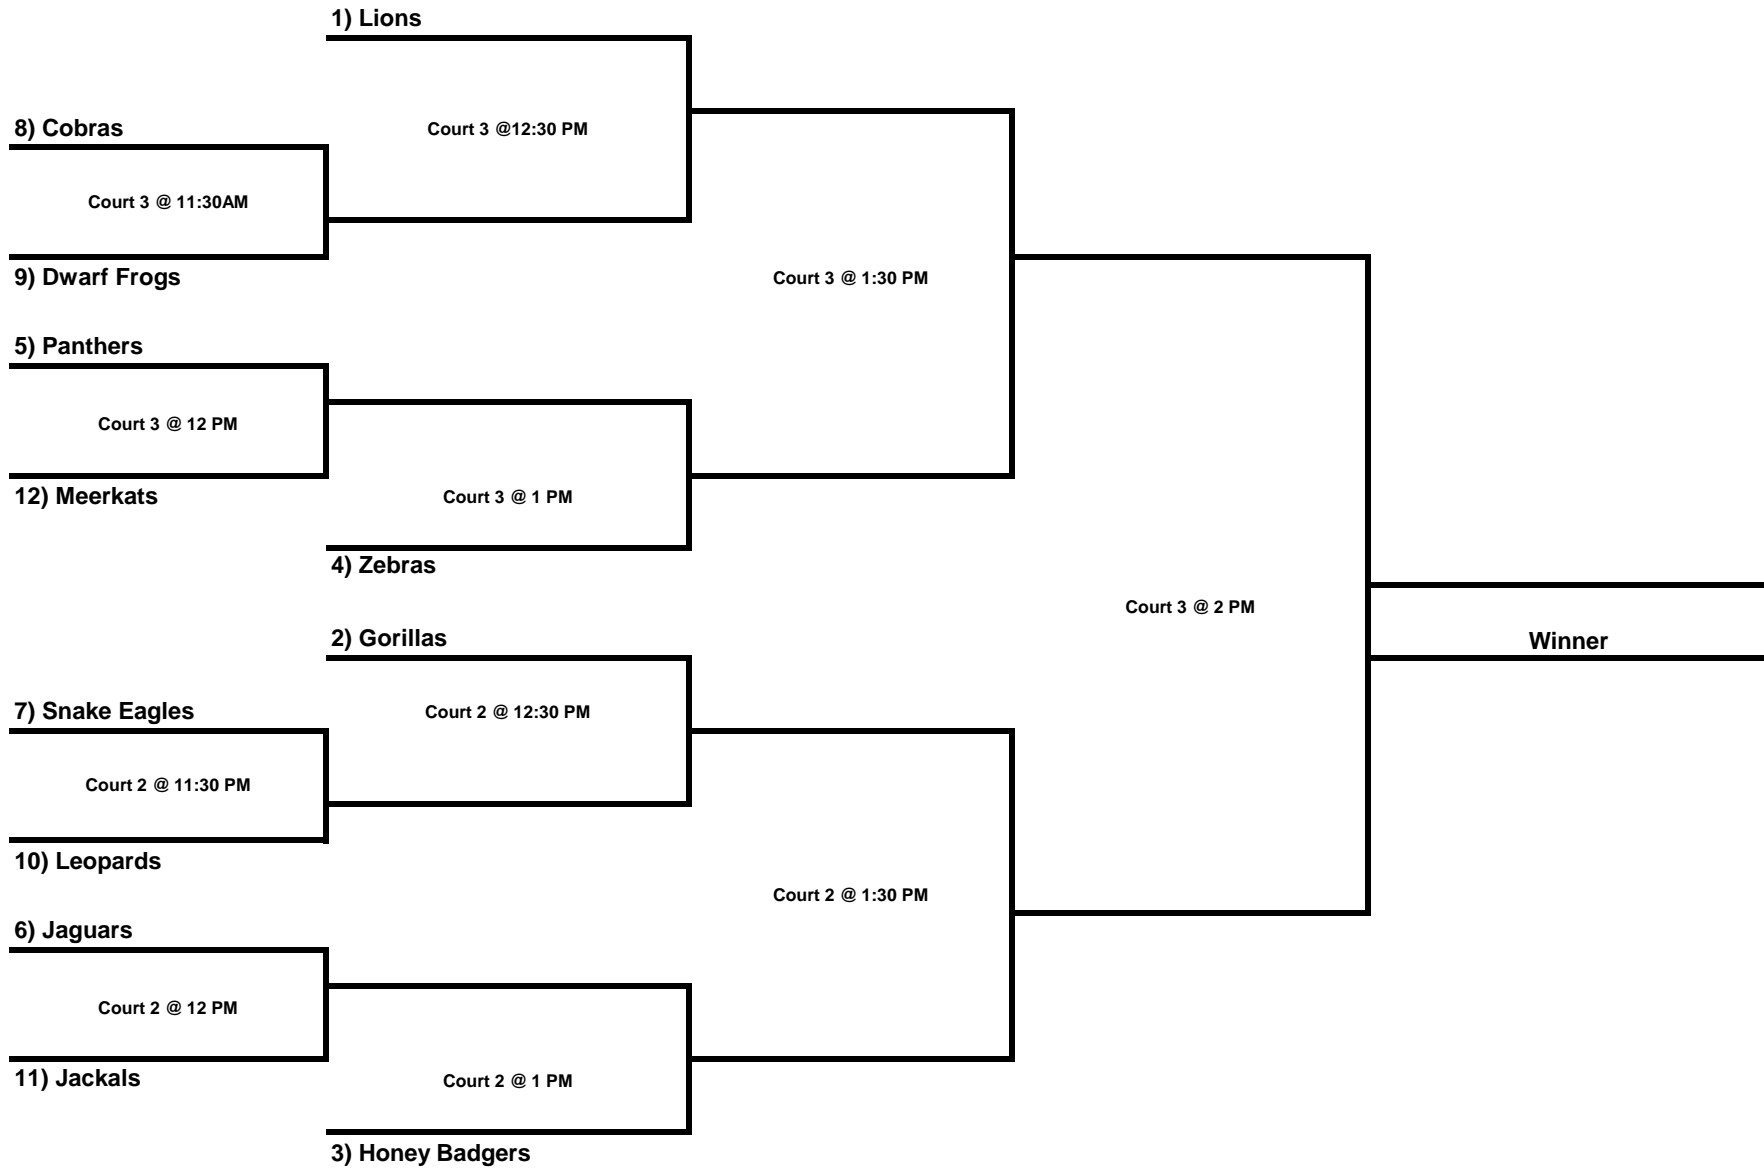 1) Lions
8) Cobras
Court 3 @12:30 PM
Court 3 @ 11:30AM
9) Dwarf Frogs
Court 3 @ 1:30 PM
5) Panthers
Court 3 @ 12 PM
12) Meerkats
Court 3 @ 1 PM
4) Zebras
Court 3 @ 2 PM
2) Gorillas
Winner
7) Snake Eagles
Court 2 @ 12:30 PM
Court 2 @ 11:30 PM
10) Leopards
Court 2 @ 1:30 PM
6) Jaguars
Court 2 @ 12 PM
11) Jackals
Court 2 @ 1 PM
3) Honey Badgers